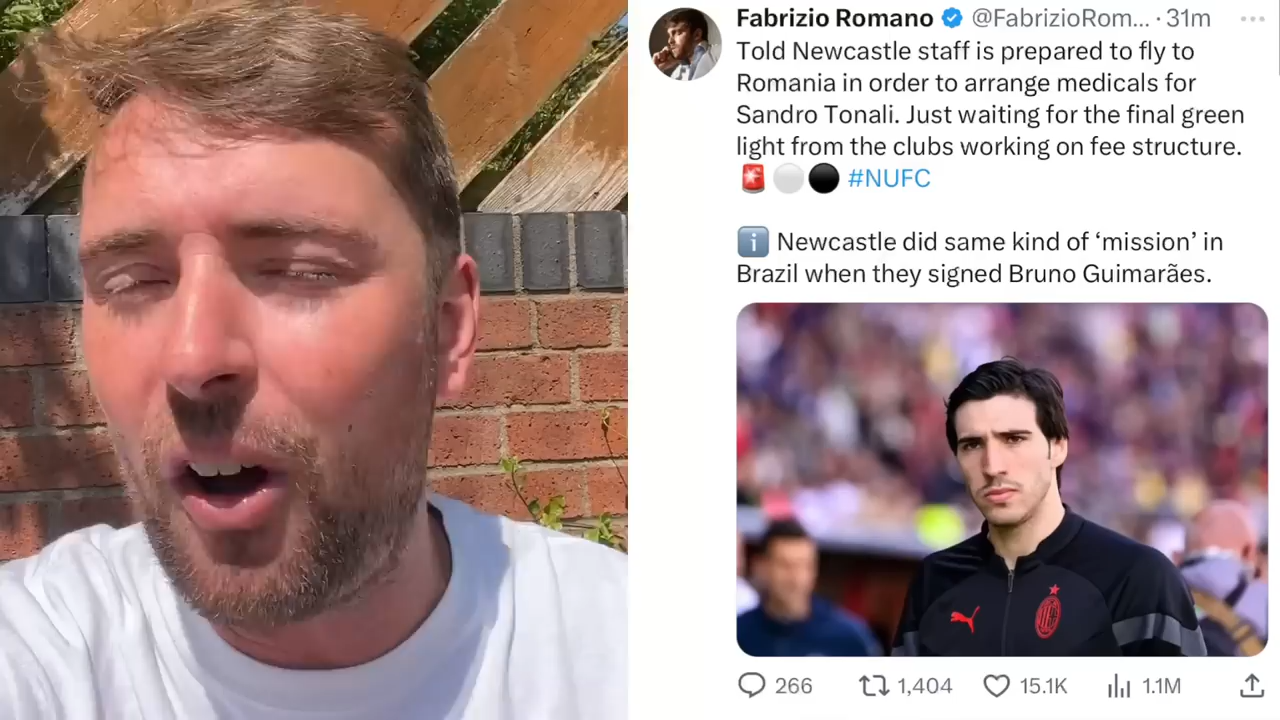 Fabrizio Romano @FabrizioRom... · 31m
Told Newcastle staff is prepared to fly to
Romania in order to arrange medicals for
Sandro Tonali. Just waiting for the final green
light from the clubs working on fee structure.
🚨⚪️⚫️ #NUFC
ℹ️ Newcastle did same kind of ‘mission’ in
Brazil when they signed Bruno Guimarães.
266 1,404 15.1K 1.1M